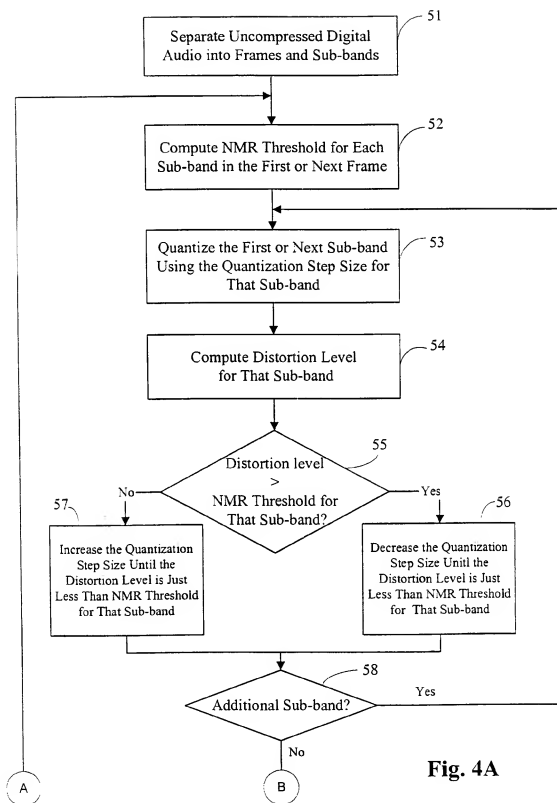 51
Separate Uncompressed Digital
Audio into Frames and Sub-bands
52
Compute NMR Threshold for Each
Sub-band in the First or Next Frame
53
Quantize the First or Next Sub-band
Using the Quantization Step Size for
That Sub-band
54
Compute Distortion Level
for That Sub-band
55
Distortion level
>
NMR Threshold for
That Sub-band?
No
Yes
57
Increase the Quantization
Step Size Until the
Distortion Level is Just
Less Than NMR Threshold
for That Sub-band
56
Decrease the Quantization
Step Size Unitl the
Distortion Level is Just
Less Than NMR Threshold
for That Sub-band
58
Additional Sub-band?
Yes
No
Fig. 4A
A
B